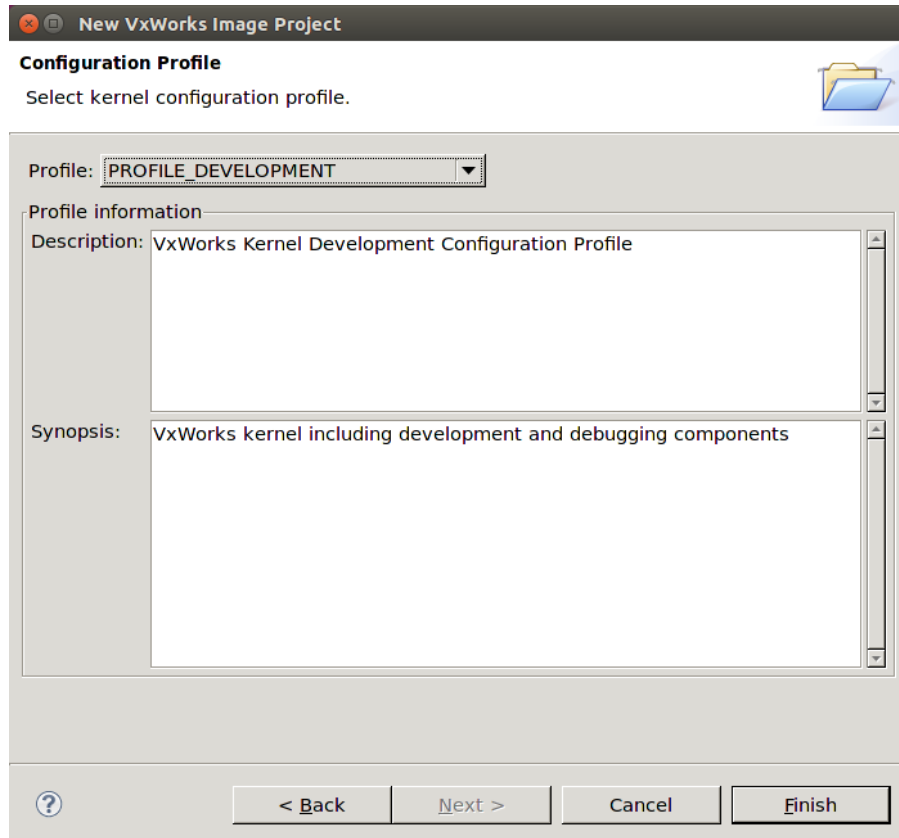 New VxWorks Image Project
Configuration Profile
Select kernel configuration profile.
Profile: PROFILE_DEVELOPMENT
Profile information
Description: VxWorks Kernel Development Configuration Profile
Synopsis: VxWorks kernel including development and debugging components
?
< Back Next > Cancel Finish